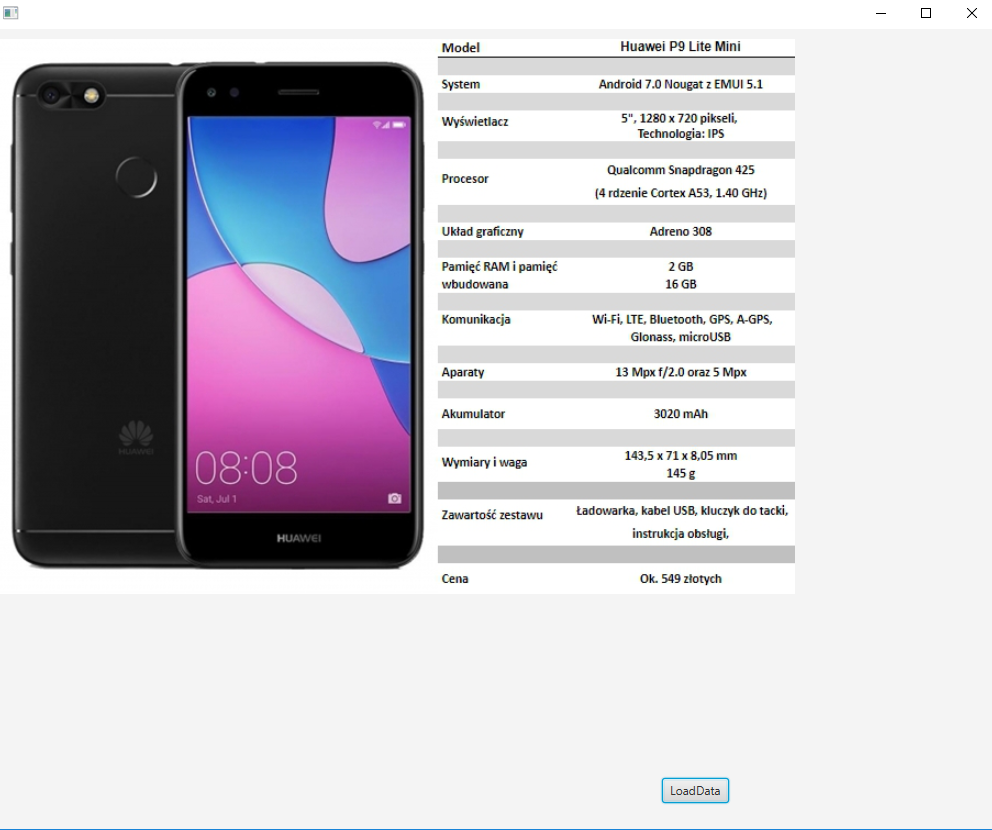 Model Huawei P9 Lite Mini
System Android 7.0 Nougat z EMUI 5.1
Wyświetlacz 5", 1280 x 720 pikseli,
Technologia: IPS
Procesor Qualcomm Snapdragon 425
(4 rdzenie Cortex A53, 1.40 GHz)
Układ graficzny Adreno 308
Pamięć RAM i pamięć 2 GB
wbudowana 16 GB
Komunikacja Wi-Fi, LTE, Bluetooth, GPS, A-GPS,
Glonass, microUSB
Aparaty 13 Mpx f/2.0 oraz 5 Mpx
Akumulator 3020 mAh
Wymiary i waga 143,5 x 71 x 8,05 mm
145 g
Zawartość zestawu Ładowarka, kabel USB, kluczyk do tacki,
instrukcja obsługi,
Cena Ok. 549 złotych
HUAWEI
08:08
Sat, Jul 1
HUAWEI
LoadData